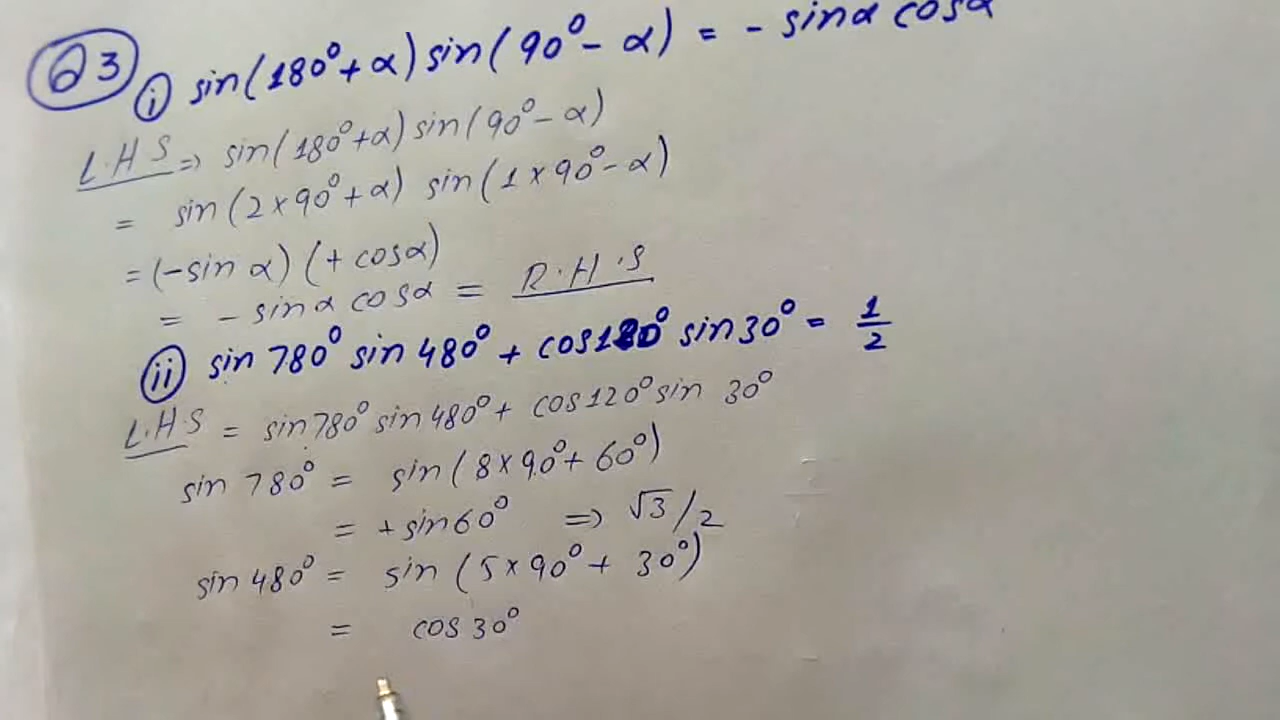 Q3 i) sin(180°+α) sin(90°-α) = - sinα cosα
L.H.S ⇒ sin(180°+α) sin(90°-α)
= sin(2×90°+α) sin(1×90°-α)
= (-sin α) (+ cosα)
= - sinα cosα = R.H.S
ii) sin 780° sin 480° + cos120° sin30° = 1/2
L.H.S = sin780° sin480° + cos120° sin 30°
sin 780° = sin(8×90°+60°)
= + sin60° ⇒ √3/2
sin 480° = sin (5×90°+ 30°)
= cos30°